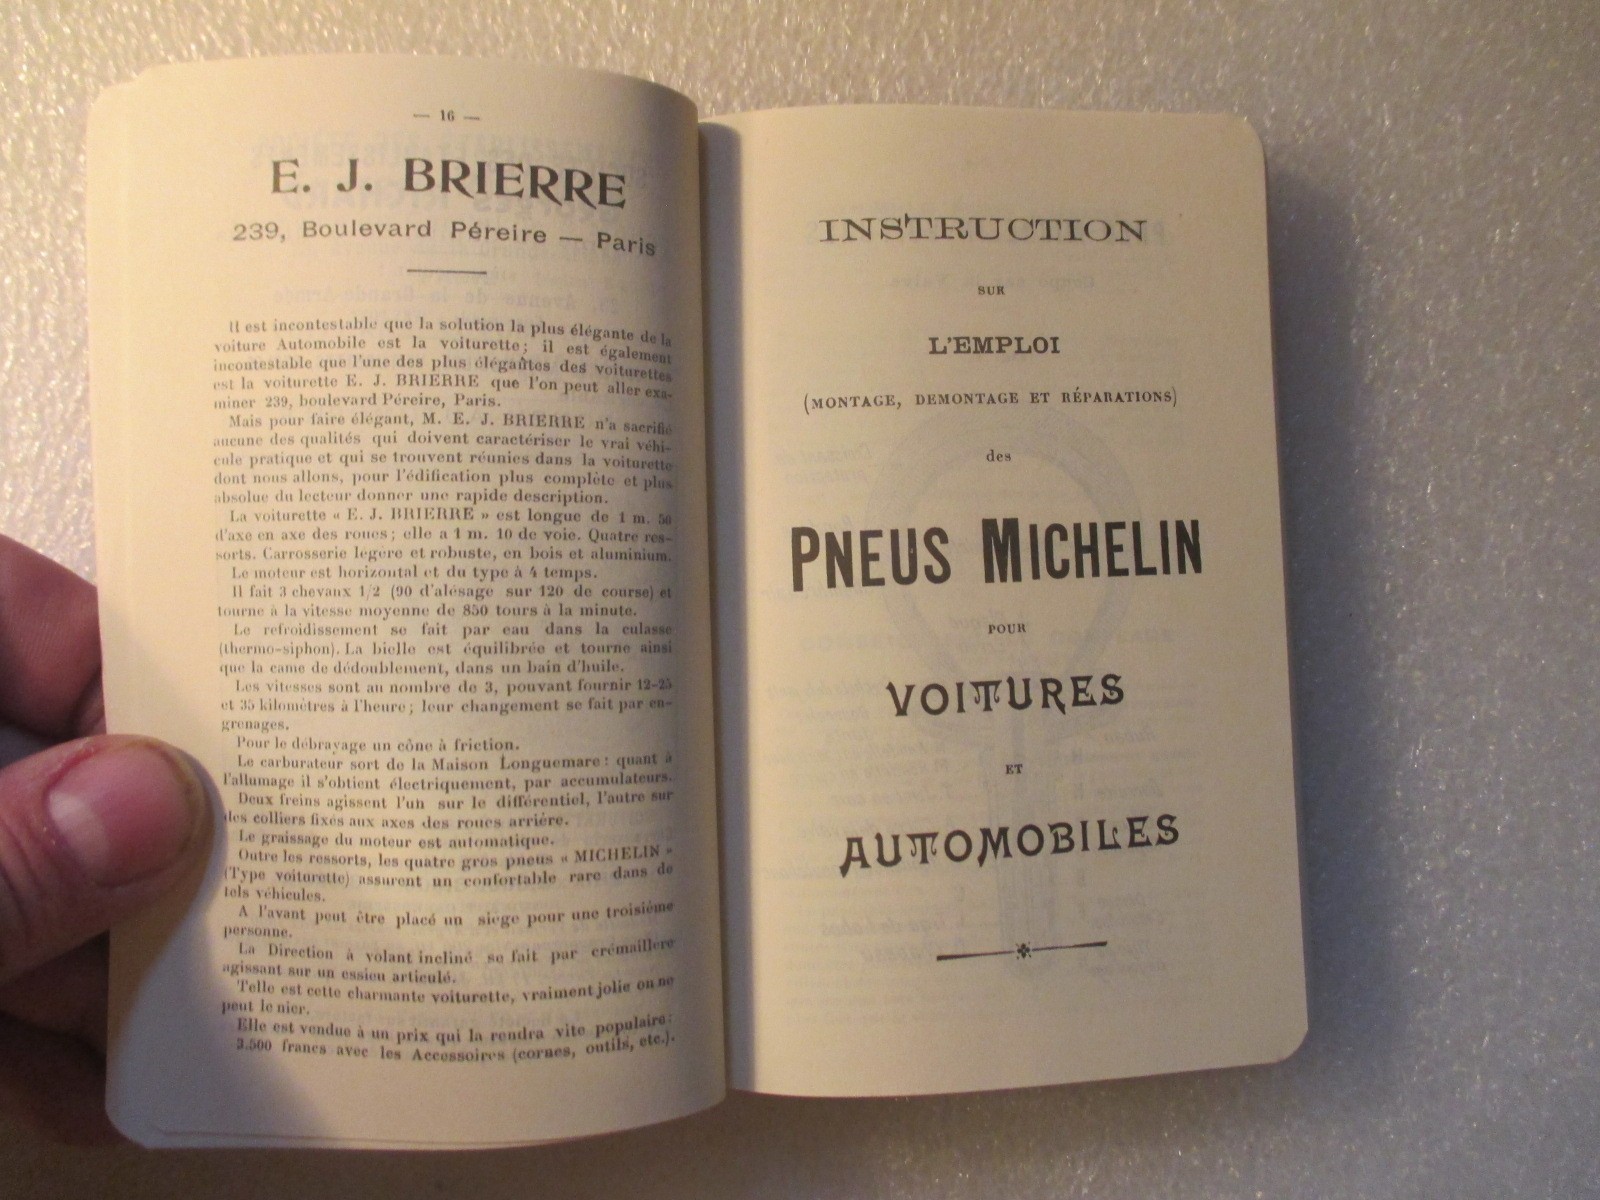 — 16 —
E. J. BRIERRE
239, Boulevard Péreire — Paris
Il est incontestable que la solution la plus élégante de la
voiture Automobile est la voiturette; il est également
incontestable que l'une des plus élégantes des voiturettes
est la voiturette E. J. BRIERRE que l'on peut aller exa-
miner 239, boulevard Péreire, Paris.
Mais pour faire élégant, M. E. J. BRIERRE n'a sacrifié
aucune des qualités qui doivent caractériser le vrai véhi-
cule pratique et qui se trouvent réunies dans la voiturette
dont nous allons, pour l'édification plus complète et plus
absolue du lecteur donner une rapide description.
La voiturette « E. J. BRIERRE » est longue de 1 m. 50
d'axe en axe des roues; elle a 1 m. 10 de voie. Quatre res-
sorts. Carrosserie legère et robuste, en bois et aluminium.
Le moteur est horizontal et du type à 4 temps.
Il fait 3 chevaux 1/2 (90 d'alésage sur 120 de course) et
tourne à la vitesse moyenne de 850 tours à la minute.
Le refroidissement se fait par eau dans la culasse
(thermo-siphon). La bielle est équilibrée et tourne ainsi
que la came de dédoublement, dans un bain d'huile.
Les vitesses sont au nombre de 3, pouvant fournir 12-25
et 35 kilomètres à l'heure; leur changement se fait par en-
grenages.
Pour le débrayage un cône à friction.
Le carburateur sort de la Maison Longuemare: quant à
l'allumage il s'obtient électriquement, par accumulateurs.
Deux freins agissent l'un sur le différentiel, l'autre sur
des colliers fixés aux axes des roues arrière.
Le graissage du moteur est automatique.
Outre les ressorts, les quatre gros pneus « MICHELIN »
(Type voiturette) assurent un confortable rare dans de
tels véhicules.
A l'avant peut être placé un siège pour une troisième
personne.
La Direction à volant incliné se fait par crémaillère
agissant sur un essieu articulé.
Telle est cette charmante voiturette, vraiment jolie on ne
peut le nier.
Elle est vendue à un prix qui la rendra vite populaire:
3.500 francs avec les Accessoires (cornes, outils, etc.).
INSTRUCTION
SUR
L'EMPLOI
(MONTAGE, DEMONTAGE ET RÉPARATIONS)
des
PNEUS MICHELIN
POUR
VOITURES
ET
AUTOMOBILES